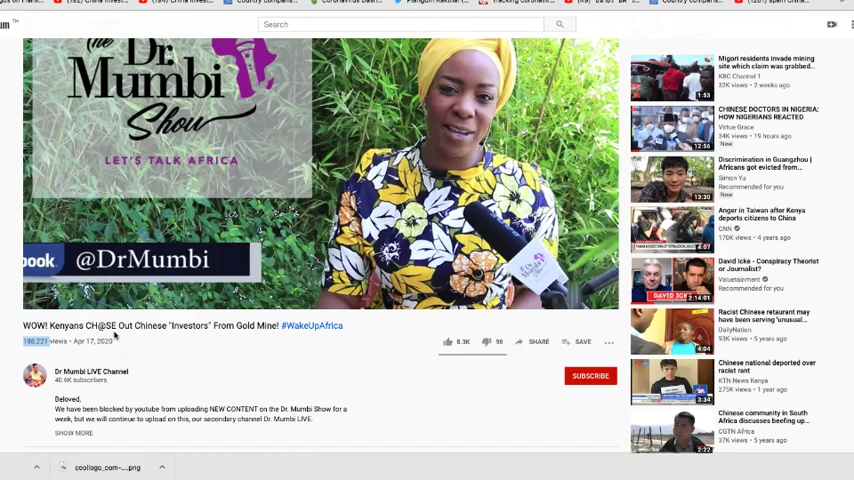 Search
The
Dr.
Mumbi
Show
LET'S TALK AFRICA
ook
@DrMumbi
WOW! Kenyans CH@SE Out Chinese "Investors" From Gold Mine! #WakeUpAfrica
188,221 views • Apr 17, 2020
8.3K
98
SHARE
SAVE
Dr Mumbi LIVE Channel
40.6K subscribers
SUBSCRIBE
Beloved,
We have been blocked by youtube from uploading NEW CONTENT on the Dr. Mumbi Show for a
week, but we will continue to upload on this, our secondary channel Dr. Mumbi LIVE.
SHOW MORE
Migori residents invade mining
site which claim was grabbed...
KBC Channel 1
32K views • 2 weeks ago
1:53
CHINESE DOCTORS IN NIGERIA:
HOW NIGERIANS REACTED
Virtue Grace
34K views • 19 hours ago
New
12:56
Discrimination in Guangzhou |
Africans got evicted from...
Simon Yu
Recommended for you
New
13:30
Anger in Taiwan after Kenya
deports citizens to China
CNN
170K views • 4 years ago
4:07
David Icke - Conspiracy Theorist
or Journalist?
Valuetainment
Recommended for you
DAVID ICK
2:14:01
Racist Chinese retaurant may
have been serving 'unusual...
DailyNation
93K views • 5 years ago
4:04
Chinese national deported over
racist rant
KTN News Kenya
275K views • 1 year ago
3:34
Chinese community in South
Africa discusses beefing up...
CGTN Africa
37K views • 5 years ago
2:22
coollogo_com-....png